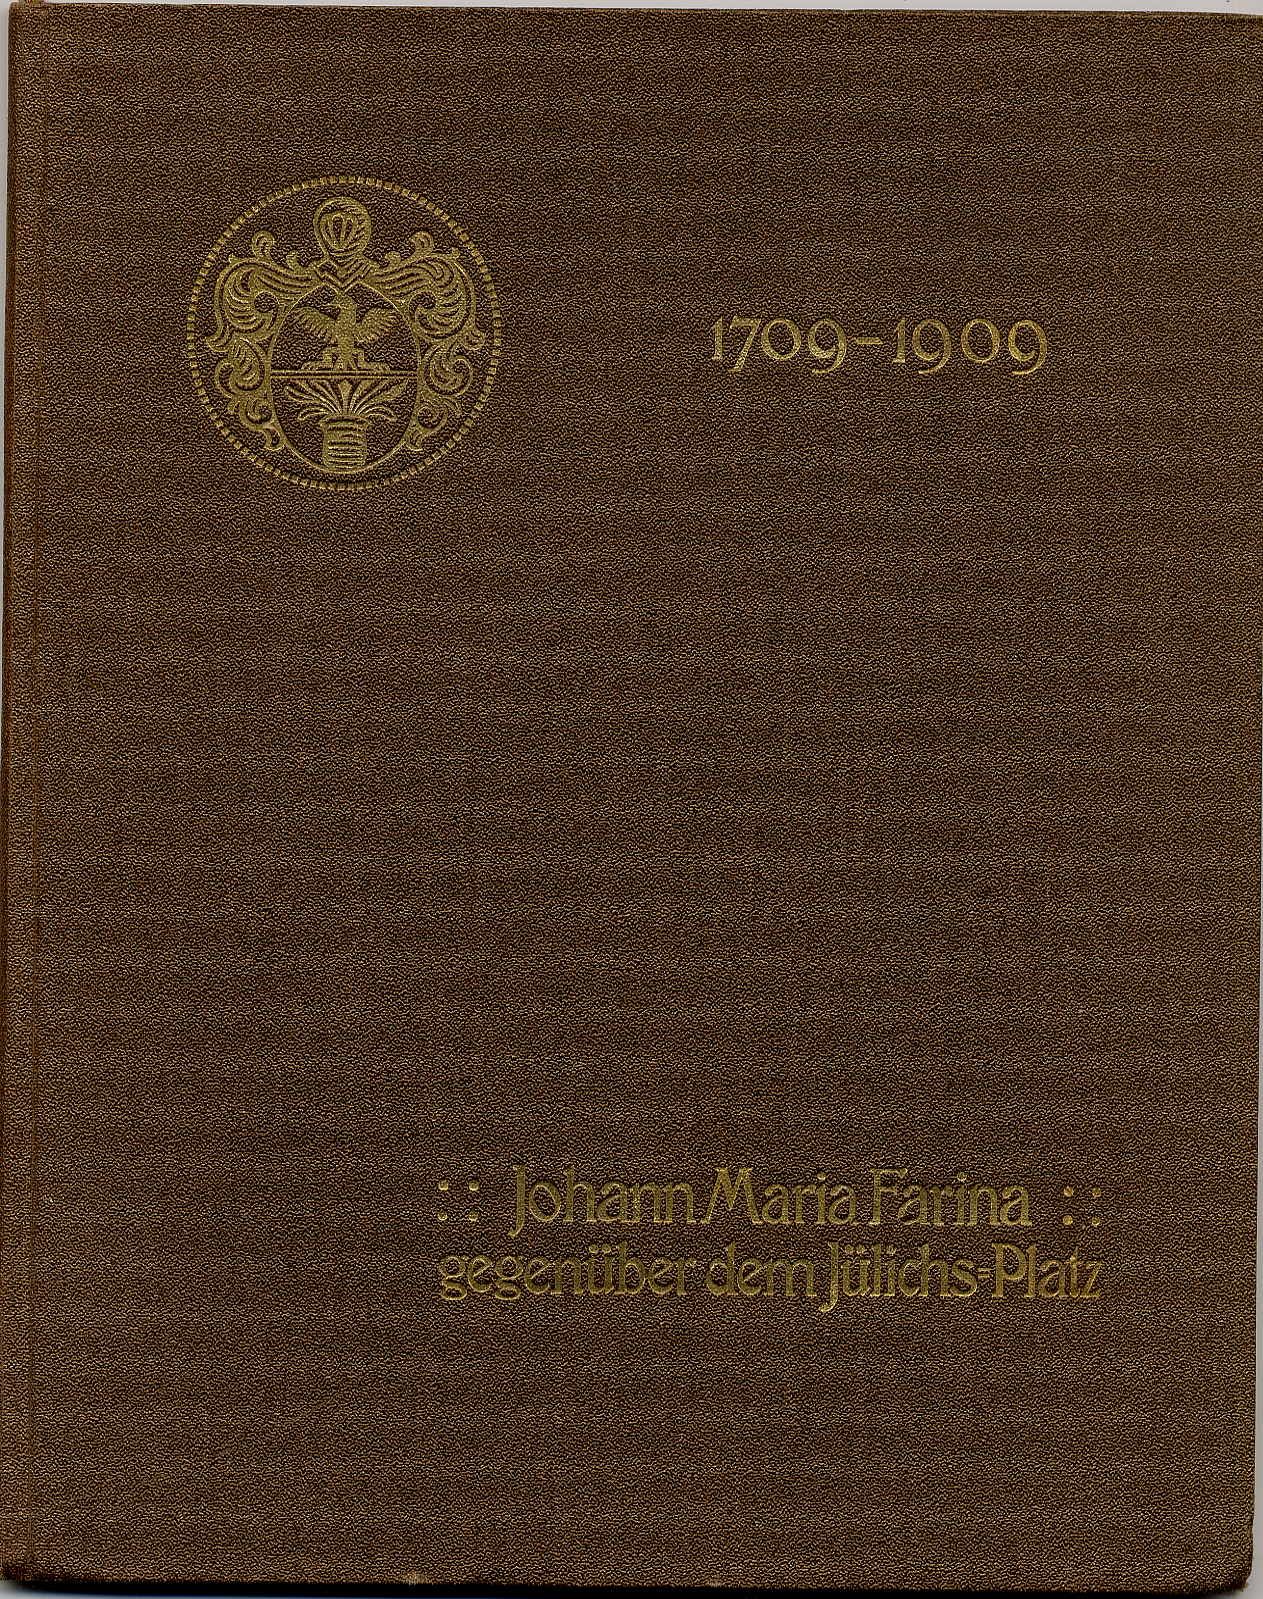 1709–1909
:: Johann Maria Farina ::
gegenüber dem Jülichs=Platz